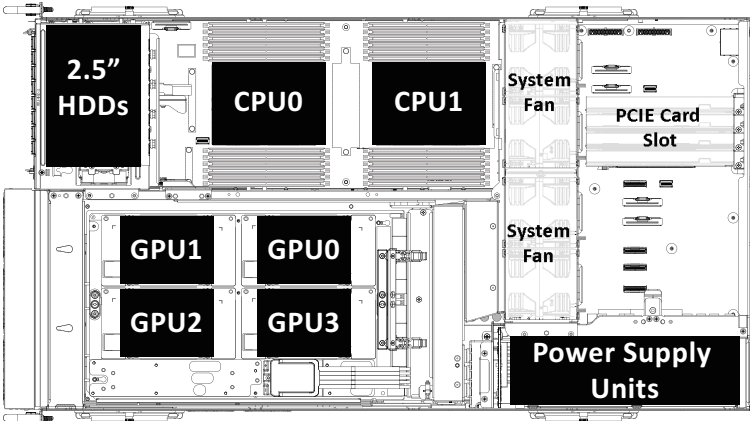 2.5”
HDDs
CPU0
CPU1
System
Fan
PCIE Card
Slot
GPU1
GPU0
System
Fan
GPU2
GPU3
Power Supply
Units